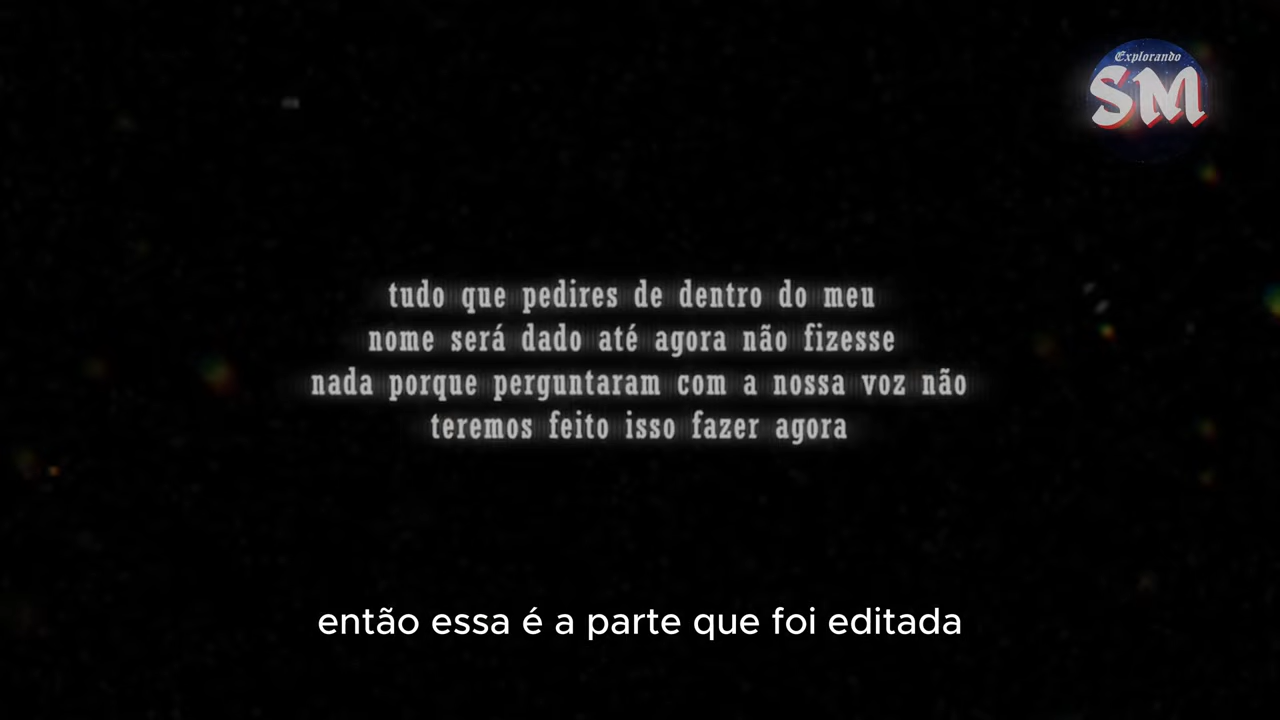 Explorando
SM
tudo que pedires de dentro do meu
nome será dado até agora não fizesse
nada porque perguntaram com a nossa voz não
teremos feito isso fazer agora
então essa é a parte que foi editada